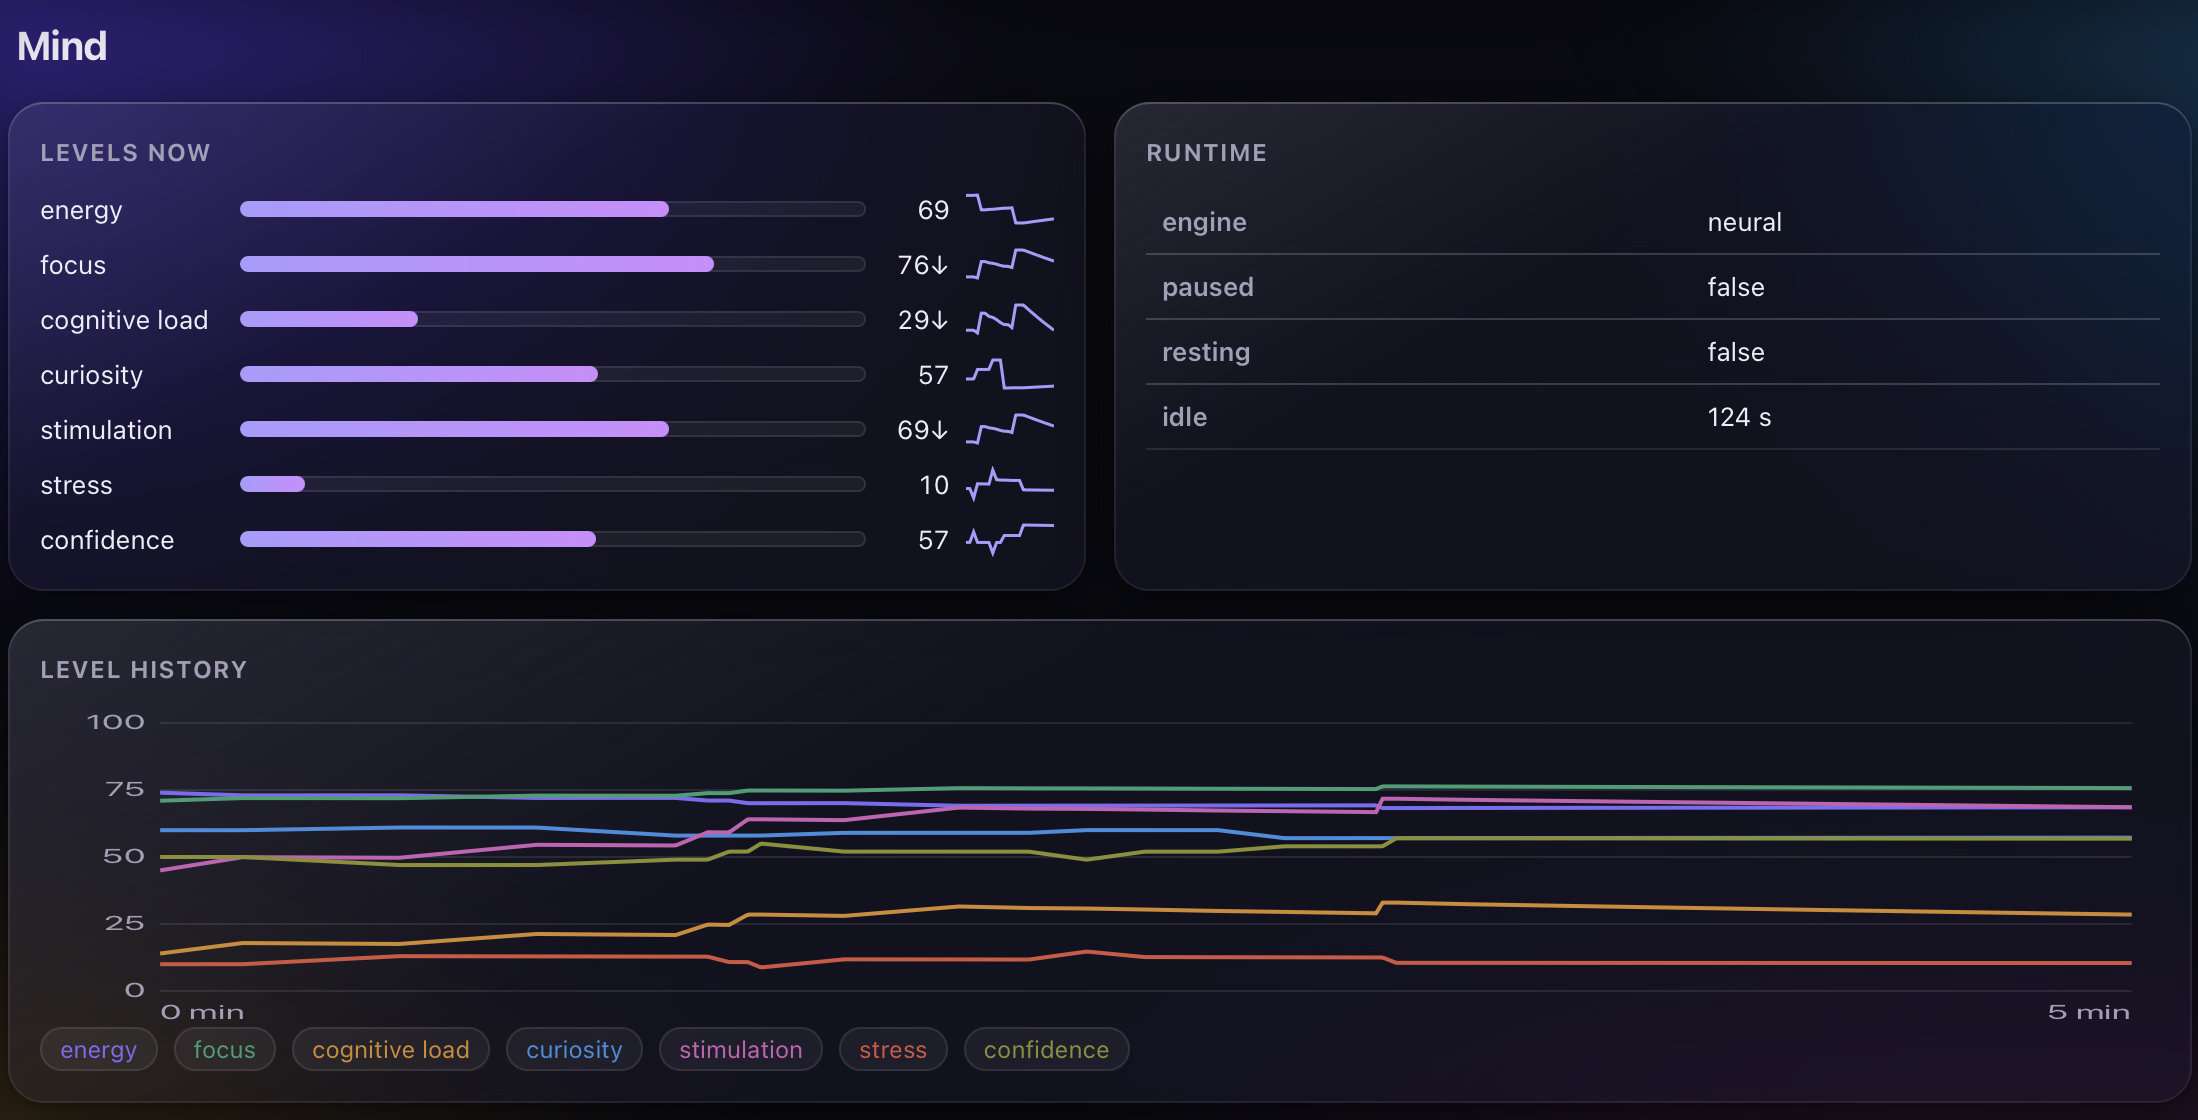 Mind
LEVELS NOW
energy 69
focus 76↓
cognitive load 29↓
curiosity 57
stimulation 69↓
stress 10
confidence 57
RUNTIME
engine neural
paused false
resting false
idle 124 s
LEVEL HISTORY
100
75
50
25
0
0 min 5 min
energy focus cognitive load curiosity stimulation stress confidence